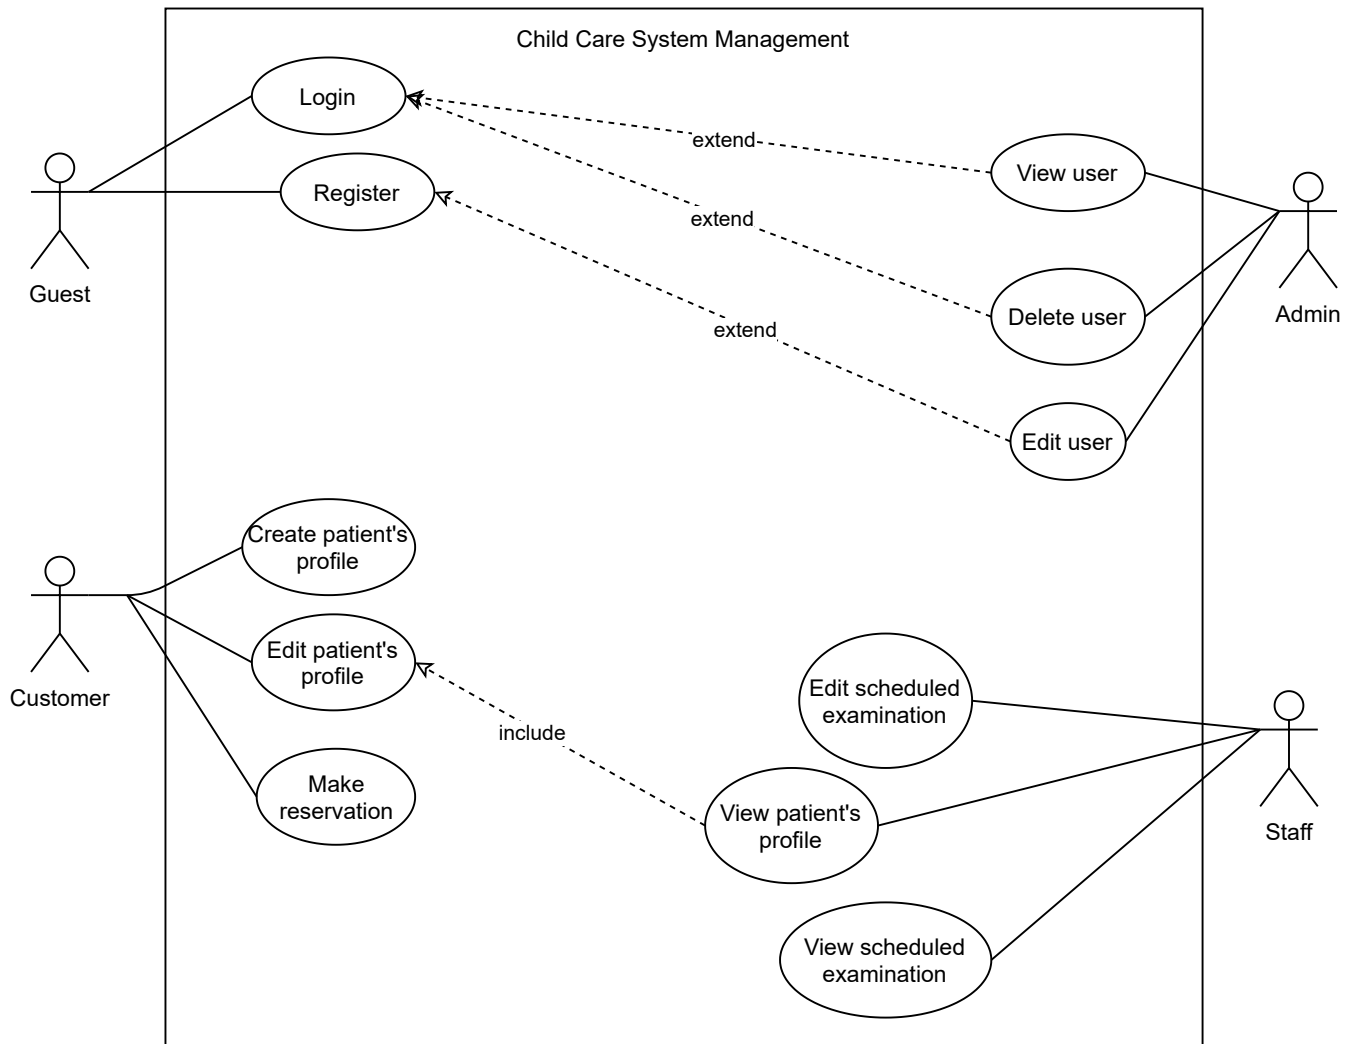 Child Care System Management
Login
extend
View user
Register
extend
Guest
Delete user
Admin
extend
Edit user
Create patient's
profile
Edit patient's
profile
Customer
Edit scheduled
examination
include
Make
reservation
View patient's
profile
Staff
View scheduled
examination